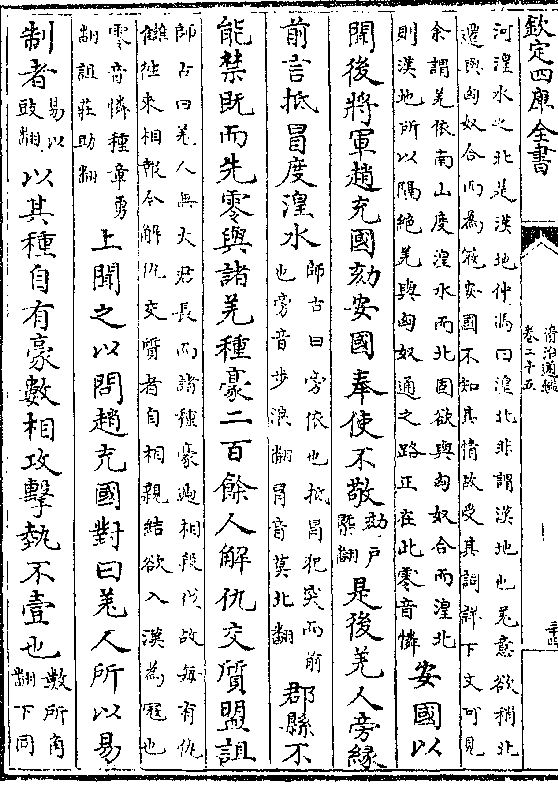 欽定四庫全書
資治通鑑
卷二十五
河湟水之北是漢地仲馮曰湟北非謂漢地也羌意欲稍北
遷與匈奴合而為寇安國不知其情故受其詞詳下文可見
余謂羌依南山度湟水而北固欲與匈奴合而湟北
則漢地所以隔絶羌與匈奴通之路正在此零音憐
安國以
聞後將軍趙充國劾安國奉使不敬
劾戶
槩翻
是後羌人旁緣
前言抵冒度湟水
師古曰旁依也抵冒犯突而前
也旁音步浪翻冒音莫北翻
郡縣不
能禁既而先零與諸羌種豪二百餘人解仇交質盟詛
師古曰羌人無大君長而諸種豪遞相殺伐故每有仇
讎往來相報今解仇交質者自相親結欲入漢為寇也
零音憐種章勇
翻詛莊助翻
上聞之以問趙充國對曰羌人所以易
制者
易以
豉翻
以其種自有豪數相攻擊埶不壹也
數所角
翻下同